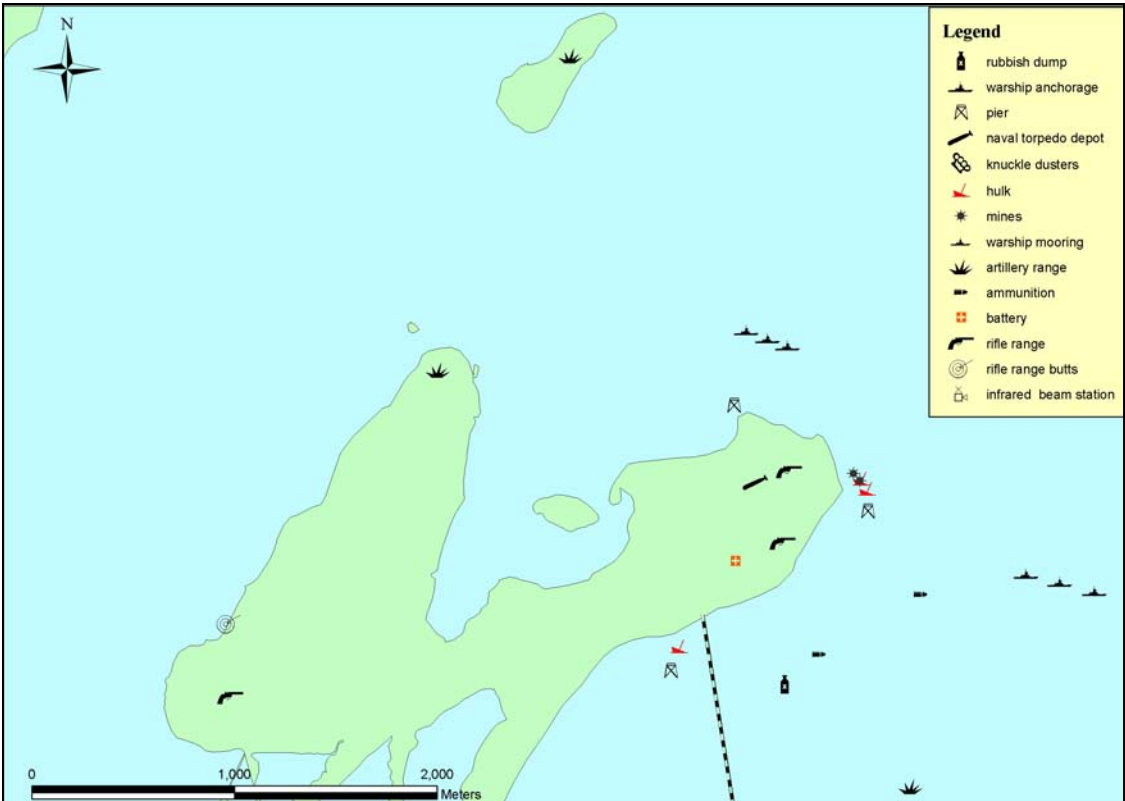 N
Legend
rubbish dump
warship anchorage
pier
naval torpedo depot
knuckle dusters
hulk
mines
warship mooring
artillery range
ammunition
battery
rifle range
rifle range butts
infrared beam station
0 1,000 2,000
Meters